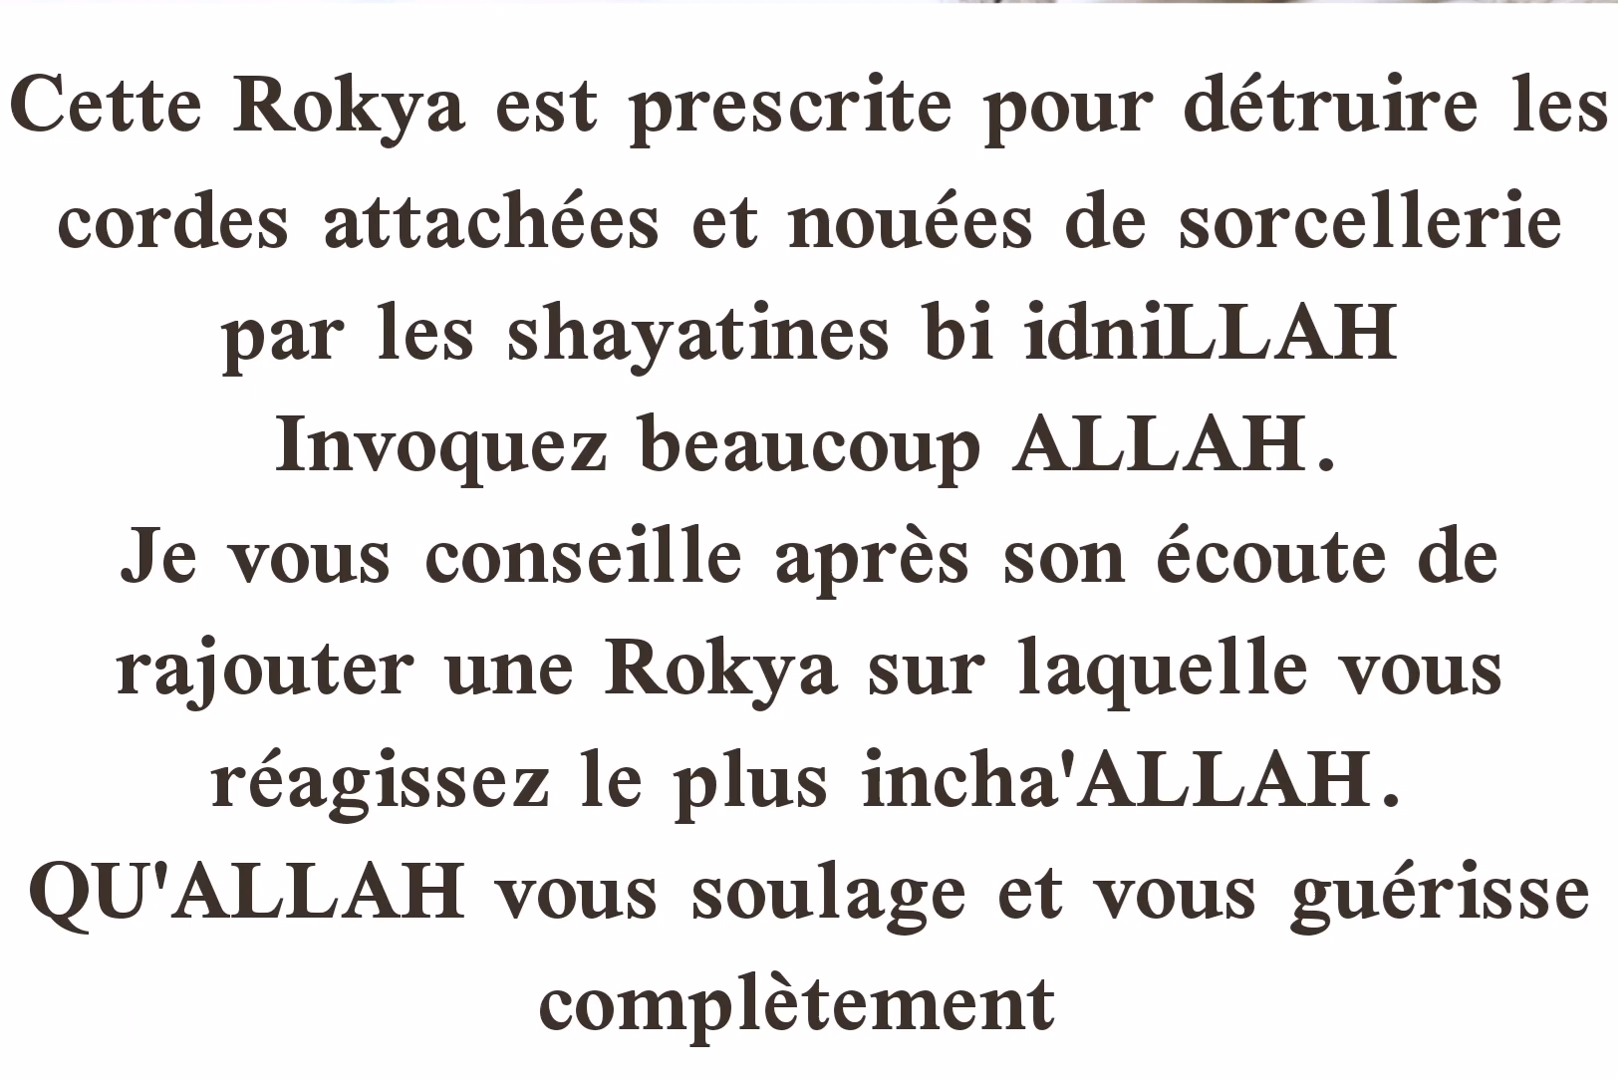 Cette Rokya est prescrite pour détruire les
cordes attachées et nouées de sorcellerie
par les shayatines bi idniLLAH
Invoquez beaucoup ALLAH.
Je vous conseille après son écoute de
rajouter une Rokya sur laquelle vous
réagissez le plus incha'ALLAH.
QU'ALLAH vous soulage et vous guérisse
complètement